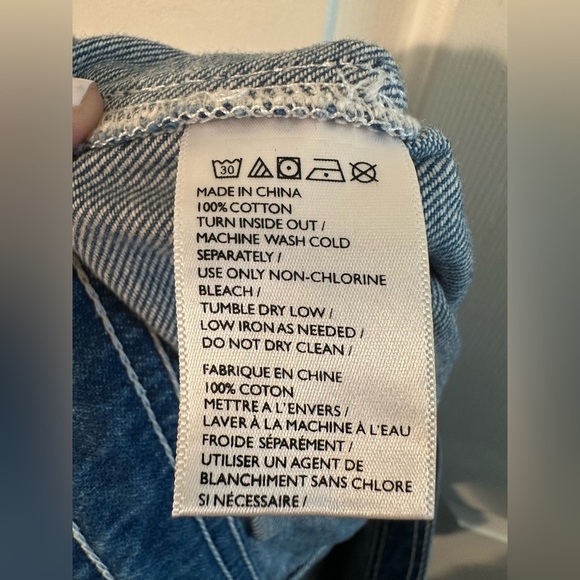 30
MADE IN CHINA
100% COTTON
TURN INSIDE OUT /
MACHINE WASH COLD
SEPARATELY /
USE ONLY NON-CHLORINE
BLEACH /
TUMBLE DRY LOW /
LOW IRON AS NEEDED /
DO NOT DRY CLEAN /
FABRIQUE EN CHINE
100% COTON
METTRE A L'ENVERS /
LAVER À LA MACHINE À L'EAU
FROIDE SÉPARÉMENT /
UTILISER UN AGENT DE
BLANCHIMENT SANS CHLORE
SI NÉCESSAIRE /